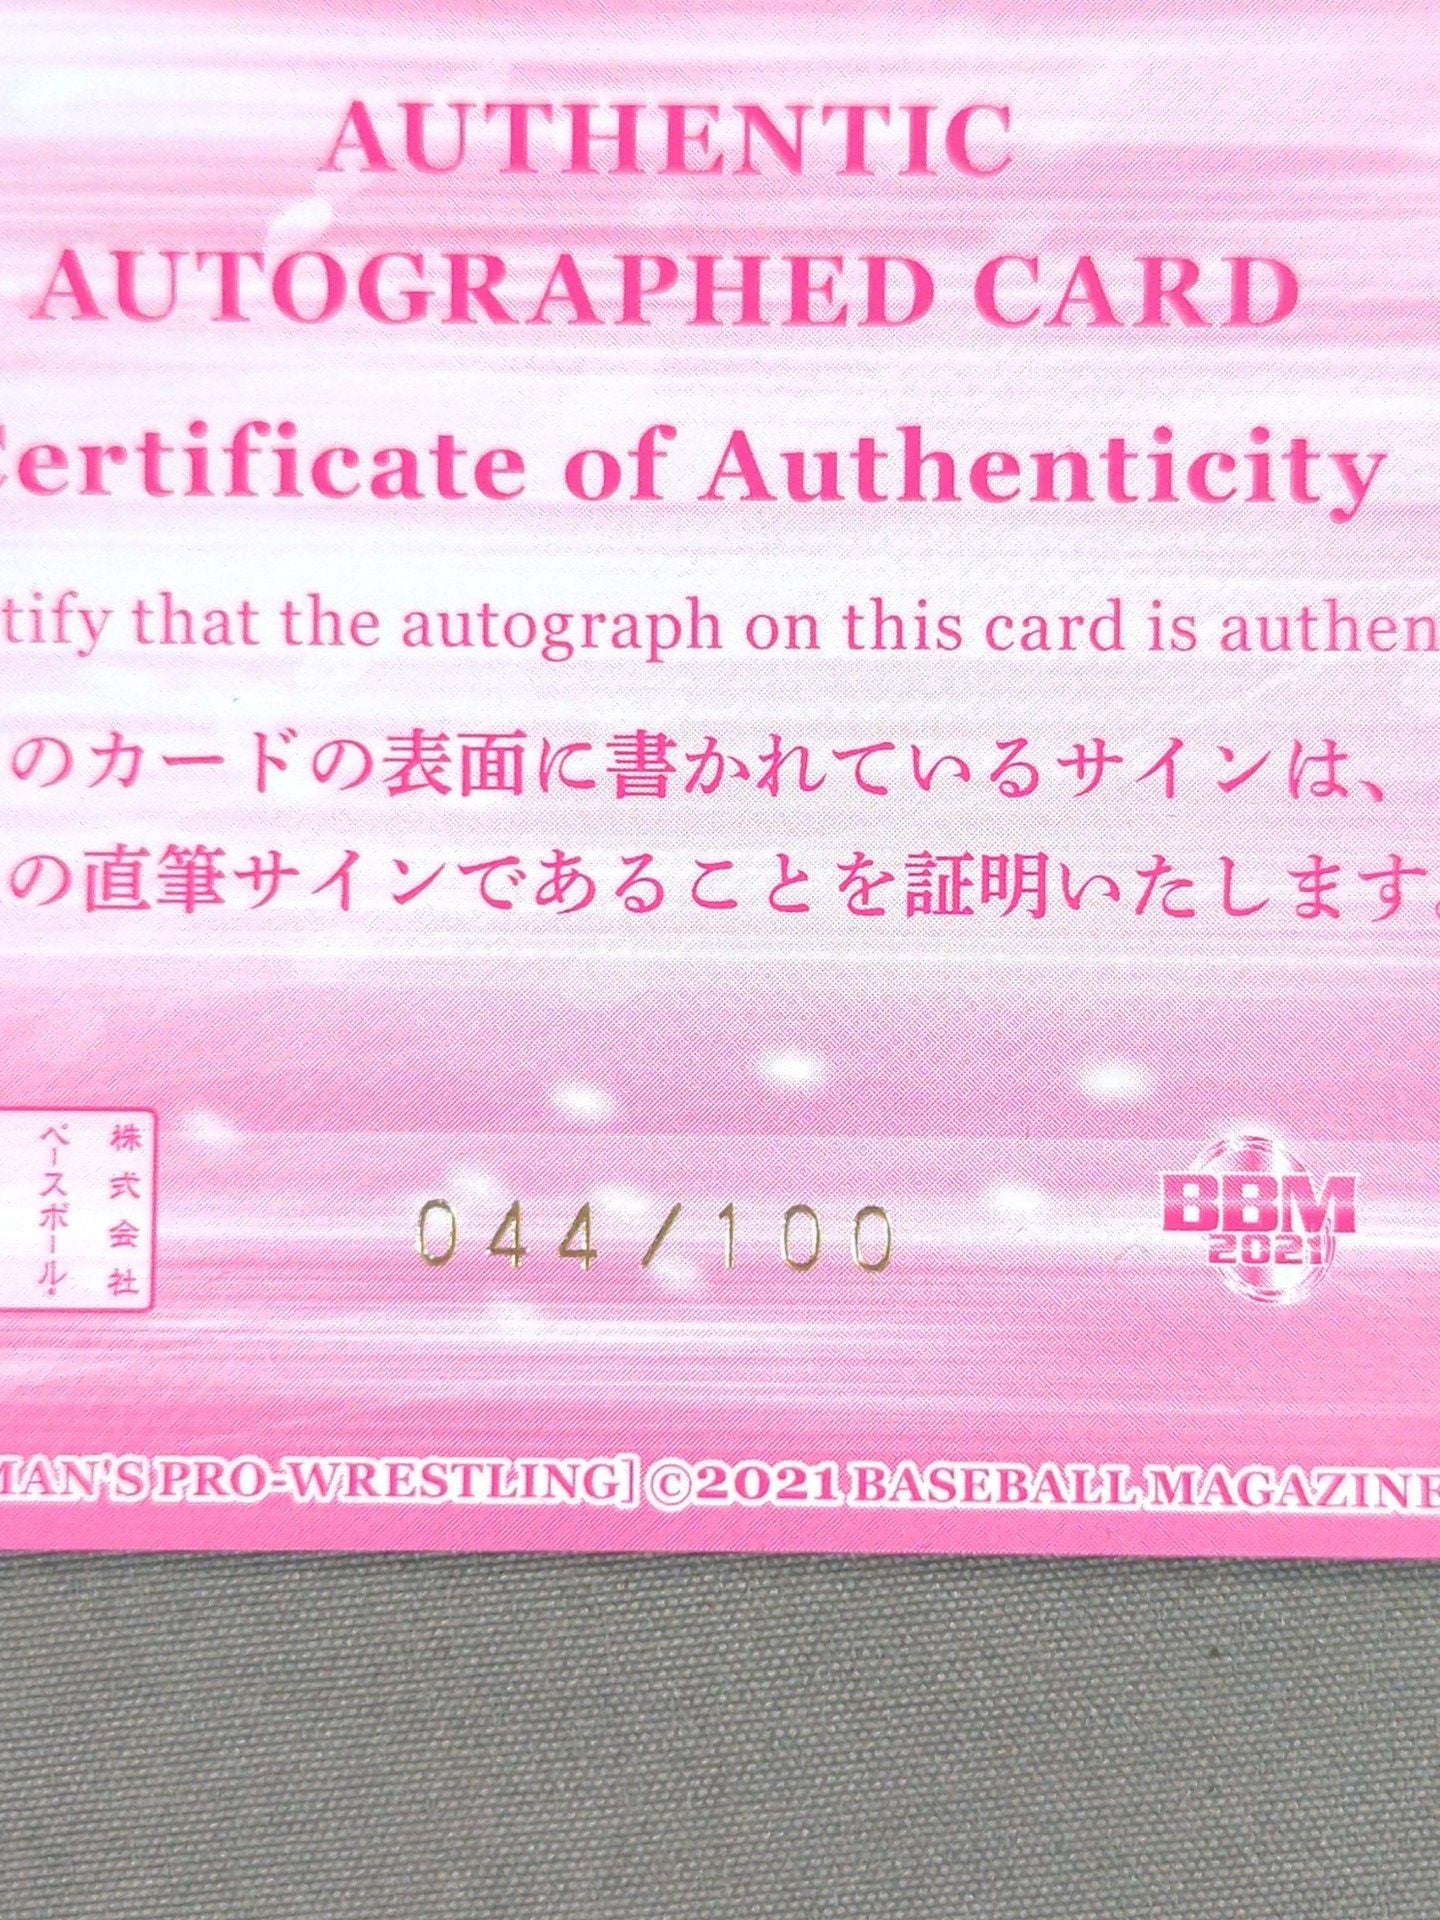 AUTHENTIC
AUTOGRAPHED CARD
Certificate of Authenticity
tify that the autograph on this card is authen
のカードの表面に書かれているサインは、
の直筆サインであることを証明いたします。
株式会社
ベースボール・
044/100
BBM
2021
MAN'S PRO-WRESTLING] ©2021 BASEBALL MAGAZINE